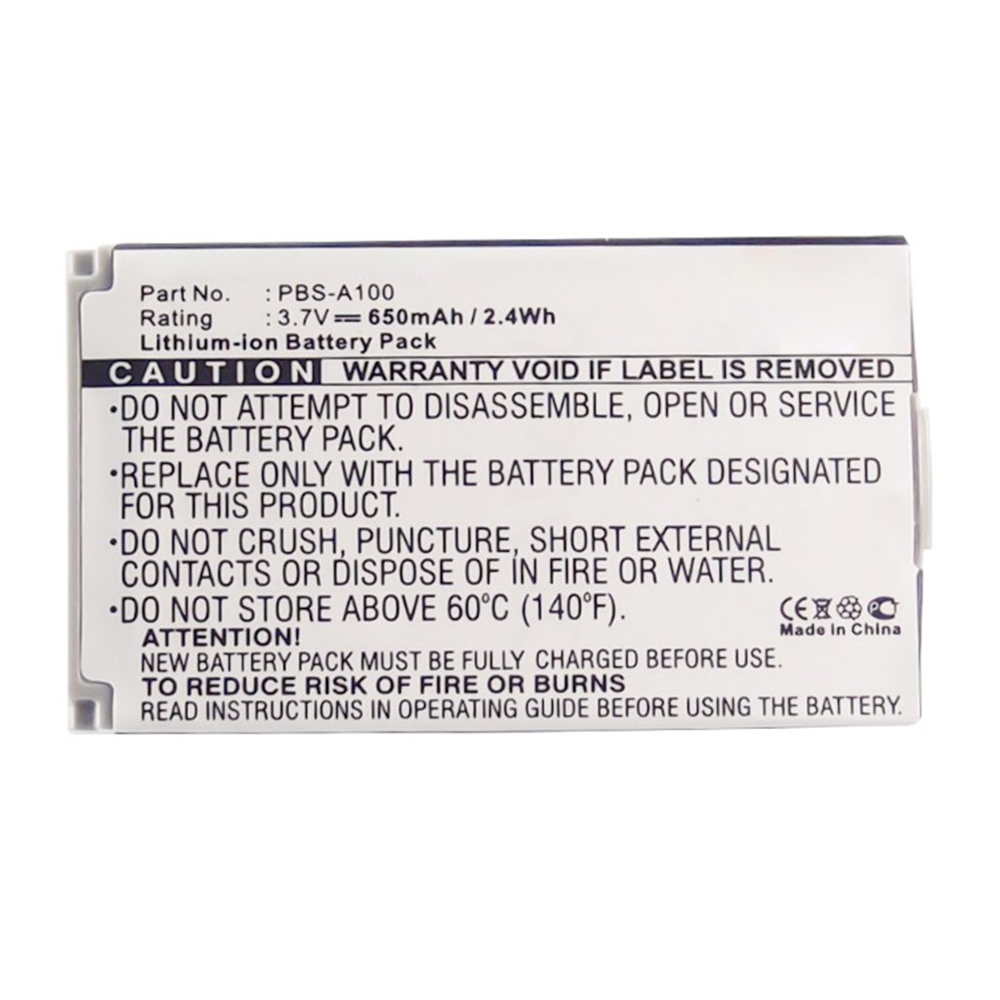 Part No. : PBS-A100
Rating : 3.7V 650mAh / 2.4Wh
Lithium-ion Battery Pack
CAUTION WARRANTY VOID IF LABEL IS REMOVED
•DO NOT ATTEMPT TO DISASSEMBLE, OPEN OR SERVICE
THE BATTERY PACK.
•REPLACE ONLY WITH THE BATTERY PACK DESIGNATED
FOR THIS SYSTEM.
•DO NOT CRUSH, PUNCTURE, SHORT EXTERNAL
CONTACTS OR DISPOSE OF IN FIRE OR WATER.
•DO NOT STORE ABOVE 60°C (140°F).
CE
Made In China
ATTENTION!
NEW BATTERY PACK MUST BE FULLY CHARGED BEFORE USE.
TO REDUCE RISK OF FIRE OR BURNS
READ INSTRUCTIONS IN OPERATING GUIDE BEFORE USING THE BATTERY.